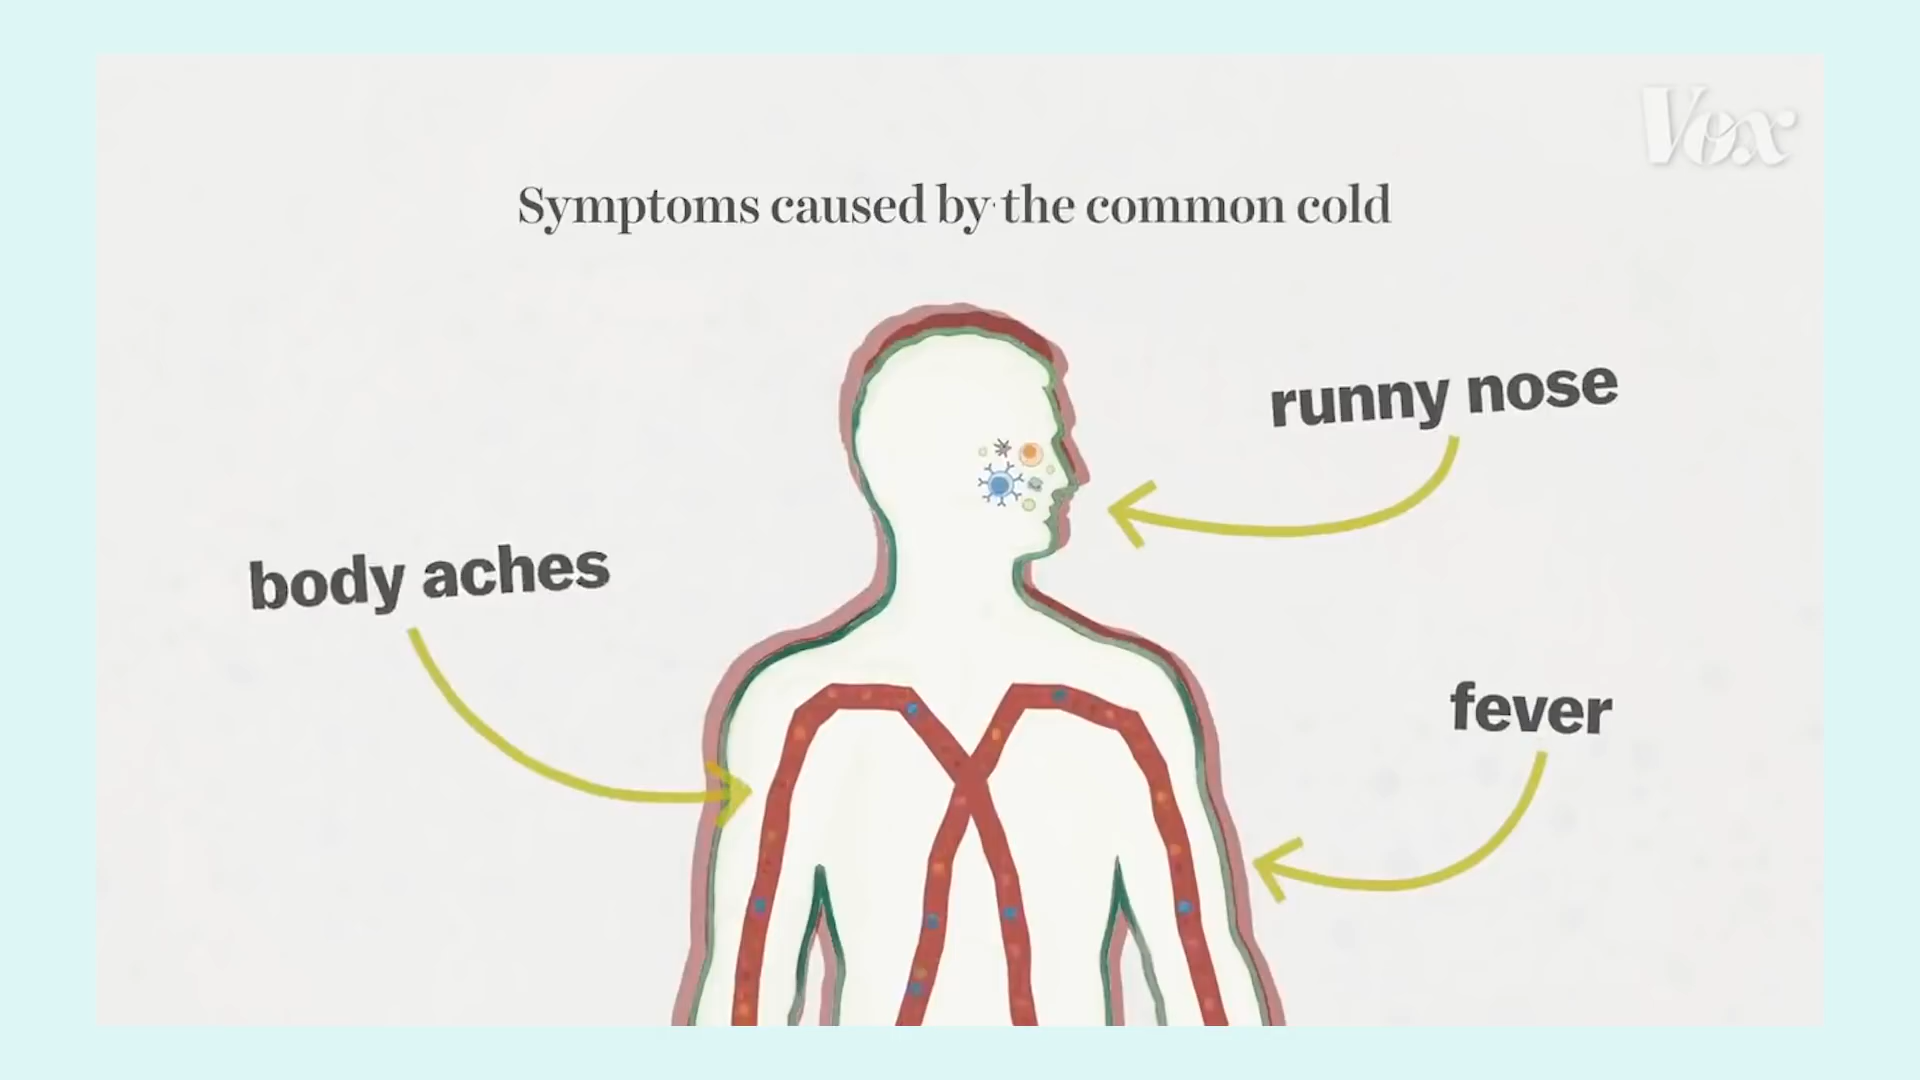 Vox
Symptoms caused by the common cold
runny nose
body aches
fever